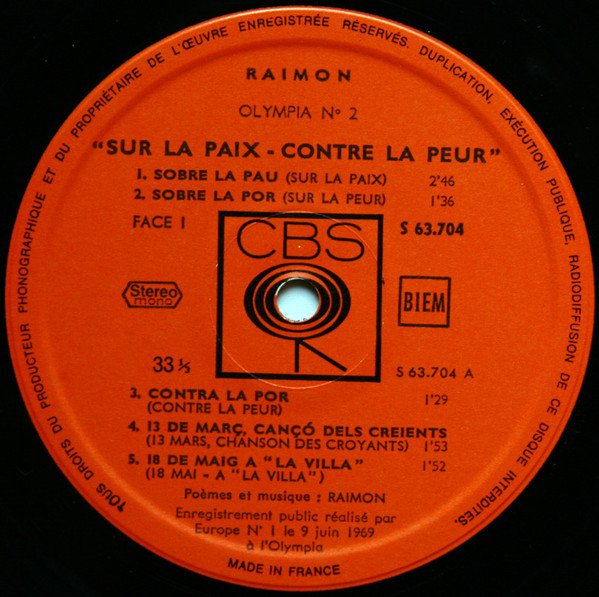 TOUS DROITS DU PRODUCTEUR PHONOGRAPHIQUE ET DU PROPRIÉTAIRE DE L'ŒUVRE ENREGISTRÉE RÉSERVÉS. DUPLICATION, EXÉCUTION PUBLIQUE, RADIODIFFUSION DE CE DISQUE INTERDITES.
RAIMON
OLYMPIA Nº 2
"SUR LA PAIX - CONTRE LA PEUR"
1. SOBRE LA PAU (SUR LA PAIX) 2'46
2. SOBRE LA POR (SUR LA PEUR) 1'36
FACE I
CBS
S 63.704
Stereo
mono
BIEM
33 ⅓
S 63.704 A
3. CONTRA LA POR 1'29
(CONTRE LA PEUR)
4. 13 DE MARÇ, CANÇÓ DELS CREIENTS
(13 MARS, CHANSON DES CROYANTS) 1'53
5. 18 DE MAIG A "LA VILLA" 1'52
(18 MAI - A "LA VILLA")
Poèmes et musique : RAIMON
Enregistrement public réalisé par
Europe Nº 1 le 9 juin 1969
à l'Olympia
MADE IN FRANCE